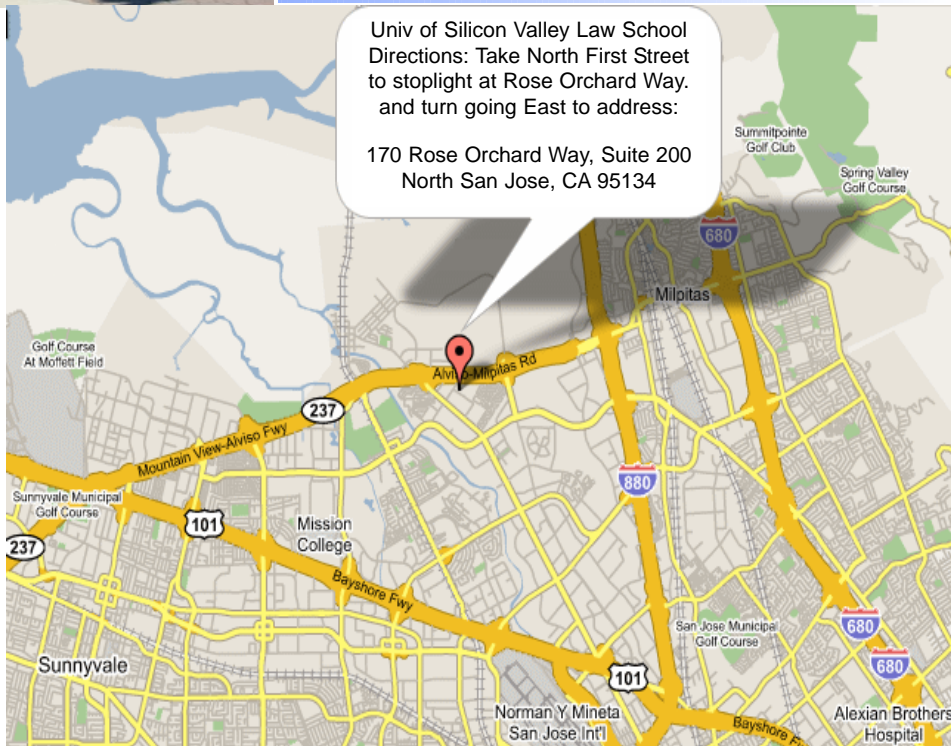 Univ of Silicon Valley Law School
Directions: Take North First Street
to stoplight at Rose Orchard Way.
and turn going East to address:
170 Rose Orchard Way, Suite 200
North San Jose, CA 95134
Summitpointe
Golf Club
Spring Valley
Golf Course
680
Milpitas
Golf Course
At Moffett Field
Alviso-Milpitas Rd
237
Mountain View-Alviso Fwy
880
Sunnyvale Municipal
Golf Course
101
Mission
College
237
Bayshore Fwy
San Jose Municipal
Golf Course
680
Sunnyvale
680
101
Norman Y Mineta
San Jose Int'l
Bayshore F
Alexian Brothers
Hospital